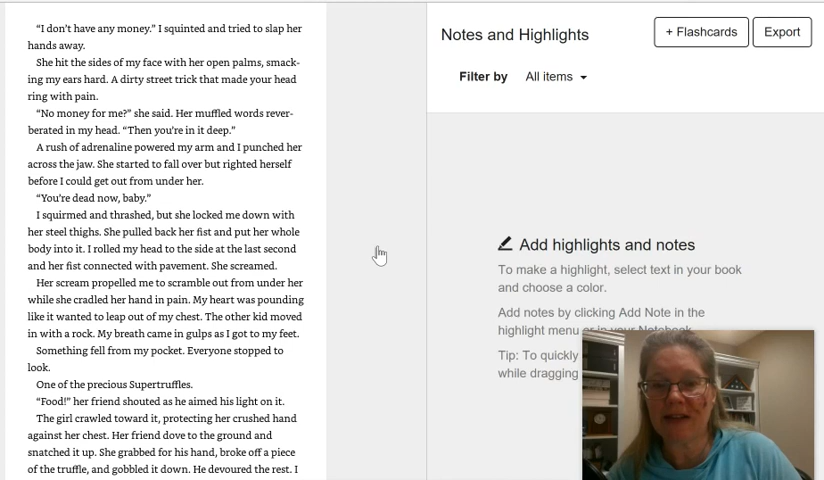 “I don’t have any money.” I squinted and tried to slap her
hands away.
She hit the sides of my face with her open palms, smack-
ing my ears hard. A dirty street trick that made your head
ring with pain.
“No money for me?” she said. Her muffled words rever-
berated in my head. “Then you’re in it deep.”
A rush of adrenaline powered my arm and I punched her
across the jaw. She started to fall over but righted herself
before I could get out from under her.
“You’re dead now, baby.”
I squirmed and thrashed, but she locked me down with
her steel thighs. She pulled back her fist and put her whole
body into it. I rolled my head to the side at the last second
and her fist connected with pavement. She screamed.
Her scream propelled me to scramble out from under her
while she cradled her hand in pain. My heart was pounding
like it wanted to leap out of my chest. The other kid moved
in with a rock. My breath came in gulps as I got to my feet.
Something fell from my pocket. Everyone stopped to
look.
One of the precious Supertruffles.
“Food!” her friend shouted as he aimed his light on it.
The girl crawled toward it, protecting her crushed hand
against her chest. Her friend dove to the ground and
snatched it up. She grabbed for his hand, broke off a piece
of the truffle, and gobbled it down. He devoured the rest. I
Notes and Highlights
+ Flashcards
Export
Filter by All items
Add highlights and notes
To make a highlight, select text in your book
and choose a color.
Add notes by clicking Add Note in the
highlight menu or in your Notebook.
Tip: To quickly
while dragging